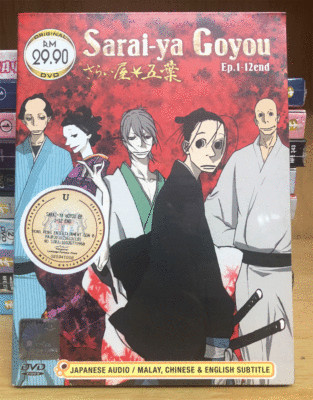 ORIGINAL
RM
29.90
DVD
Sarai-ya Goyou
さらい屋 五葉
Ep.1-12end
U
DVD
JAPANESE AUDIO / MALAY, CHINESE & ENGLISH SUBTITLE